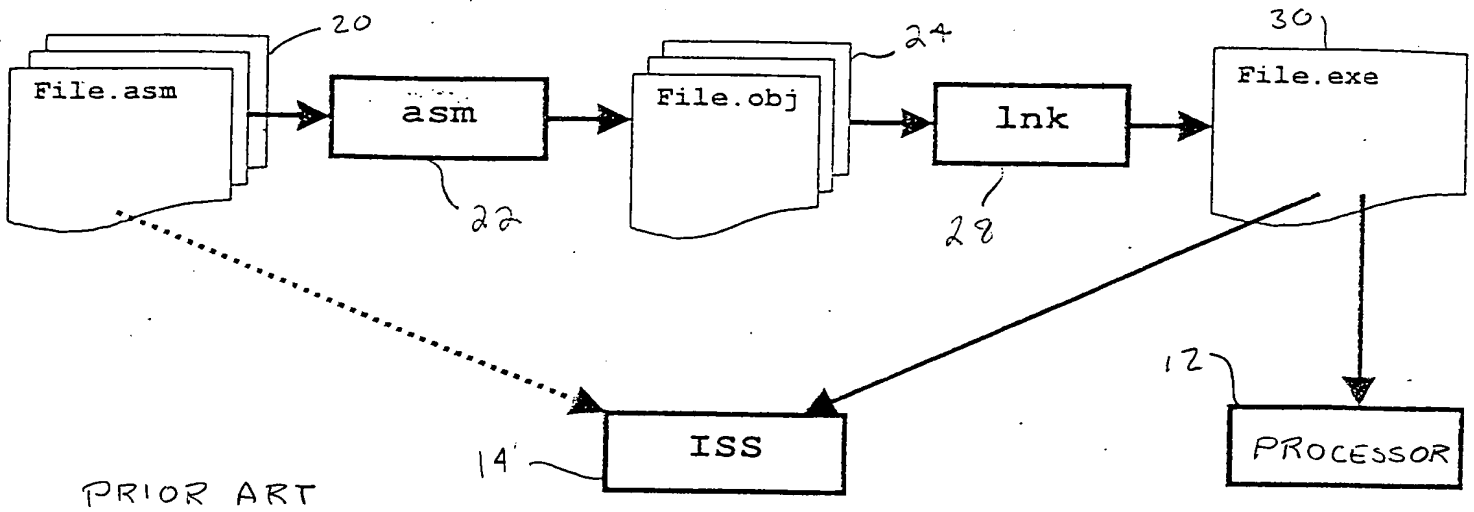 20
24
30
File.asm
asm
File.obj
lnk
File.exe
22
28
12
ISS
14
PROCESSOR
PRIOR ART